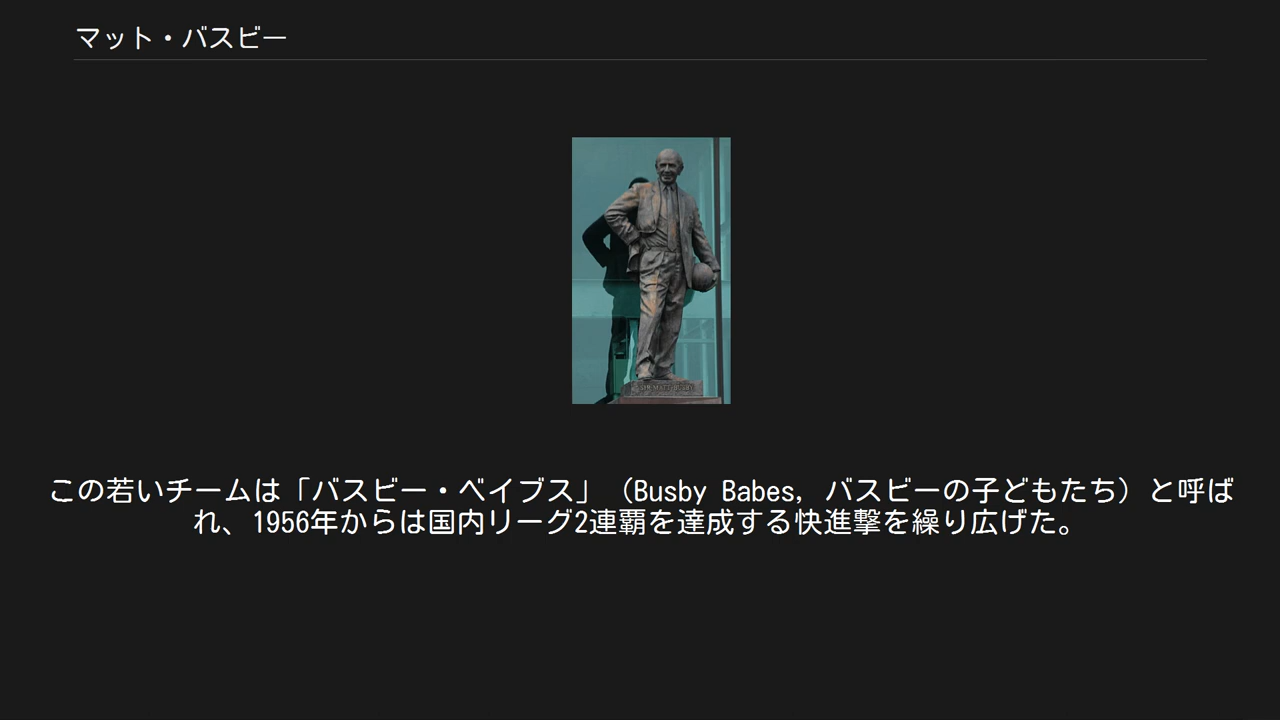 マット・バスビー
SIR MATT BUSBY
この若いチームは「バスビー・ベイブス」（Busby Babes, バスビーの子どもたち）と呼ば
れ、1956年からは国内リーグ2連覇を達成する快進撃を繰り広げた。